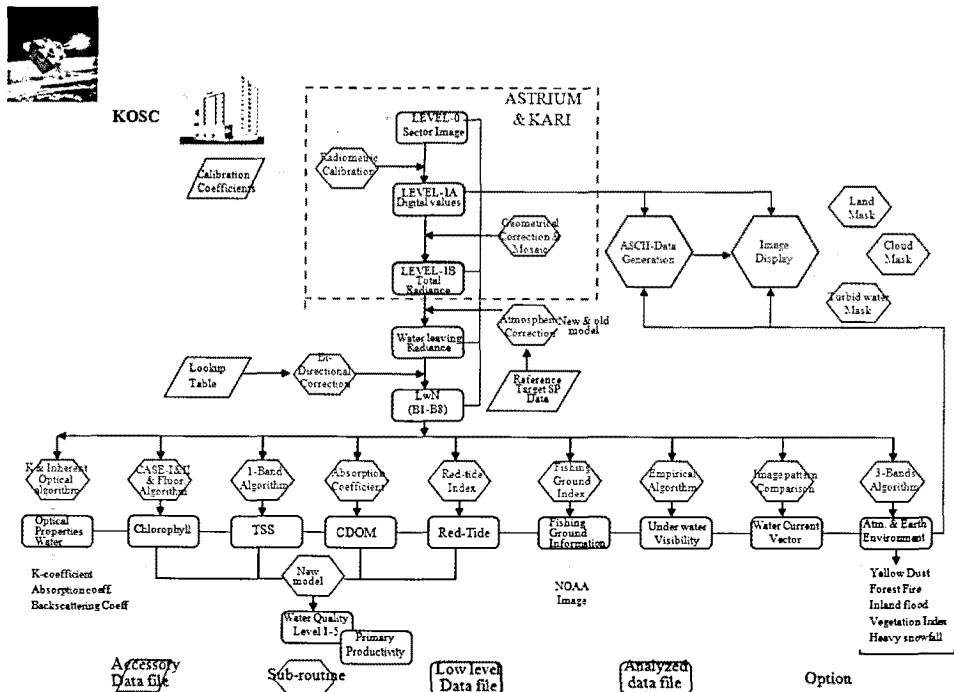 KOSC
ASTRIUM
& KARI
LEVEL-0
Sector Image
Radiometric
Calibration
Calibration
Coefficients
LEVEL-1A
Digital values
Geometrical
Correction &
Mosaic
LEVEL-1B
Total
Radiance
ASCII-Data
Generation
Image
Display
Land
Mask
Cloud
Mask
Turbid water
Mask
Atmospheric
Correction
New & old
model
Water leaving
Radiance
Lookup
Table
Bi-
Directional
Correction
Reference
Target SP
Data
LwN
(B1-B8)
K & Inherent
Optical
algorithm
CASE-I&II
& Fluor.
Algorithm
1-Band
Algorithm
Absorption
Coefficient
Red-tide
Index
Fishing
Ground Index
Empirical
Algorithm
Image pattern
Comparison
3-Bands
Algorithm
Optical
Properties
Water
Chlorophyll
TSS
CDOM
Red-Tide
Fishing
Ground
Information
Under water
Visibility
Water Current
Vector
Atm. & Earth
Environment
K-coefficient
Absorption coeff.
Backscattering Coeff
New
model
NOAA
Image
Yellow Dust
Forest Fire
Inland flood
Vegetation Index
Heavy snowfall
Water Quality
Level 1-5
Primary
Productivity
Accessory
Data file
Sub-routine
Low level
Data file
Analyzed
data file
Option